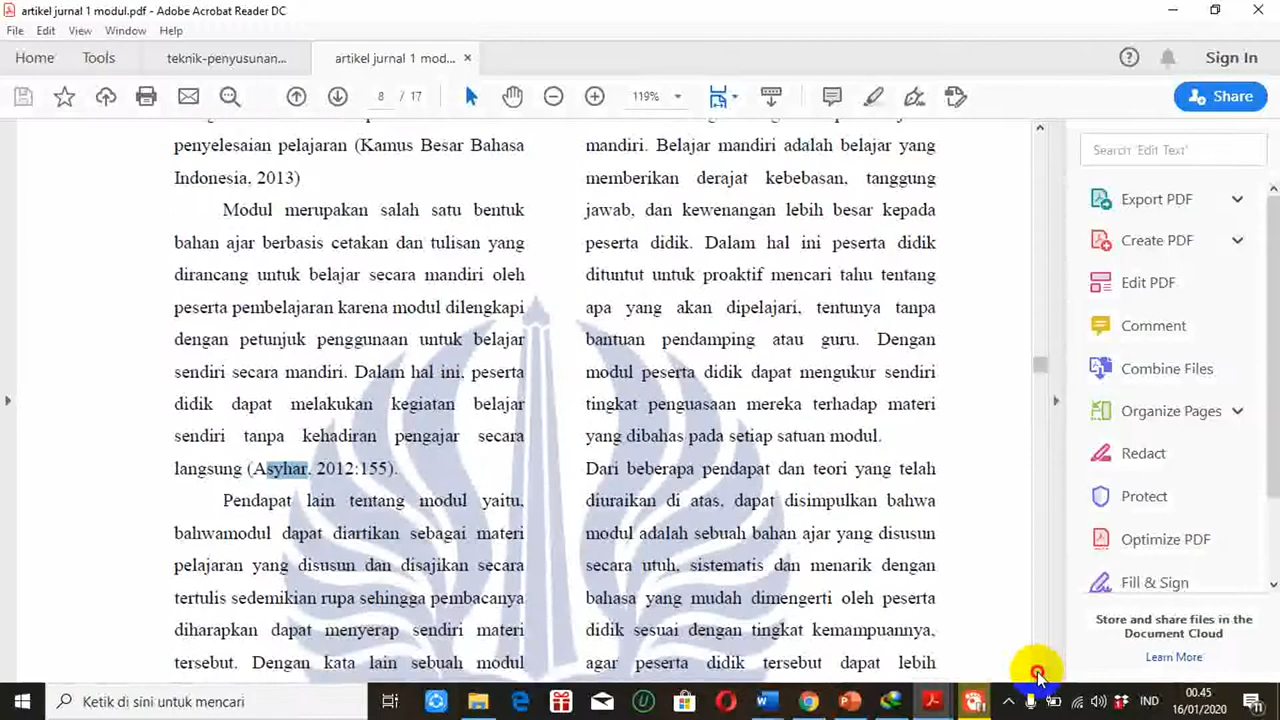 artikel jurnal 1 modul.pdf - Adobe Acrobat Reader DC
File Edit View Window Help
Home Tools teknik-penyusunan... artikel jurnal 1 mod... × Sign In
8 / 17 119% Share
penyelesaian pelajaran (Kamus Besar Bahasa
Indonesia, 2013)
Modul merupakan salah satu bentuk
bahan ajar berbasis cetakan dan tulisan yang
dirancang untuk belajar secara mandiri oleh
peserta pembelajaran karena modul dilengkapi
dengan petunjuk penggunaan untuk belajar
sendiri secara mandiri. Dalam hal ini, peserta
didik dapat melakukan kegiatan belajar
sendiri tanpa kehadiran pengajar secara
langsung (Asyhar, 2012:155).
Pendapat lain tentang modul yaitu,
bahwamodul dapat diartikan sebagai materi
pelajaran yang disusun dan disajikan secara
tertulis sedemikian rupa sehingga pembacanya
diharapkan dapat menyerap sendiri materi
tersebut. Dengan kata lain sebuah modul
mandiri. Belajar mandiri adalah belajar yang
memberikan derajat kebebasan, tanggung
jawab, dan kewenangan lebih besar kepada
peserta didik. Dalam hal ini peserta didik
dituntut untuk proaktif mencari tahu tentang
apa yang akan dipelajari, tentunya tanpa
bantuan pendamping atau guru. Dengan
modul peserta didik dapat mengukur sendiri
tingkat penguasaan mereka terhadap materi
yang dibahas pada setiap satuan modul.
Dari beberapa pendapat dan teori yang telah
diuraikan di atas, dapat disimpulkan bahwa
modul adalah sebuah bahan ajar yang disusun
secara utuh, sistematis dan menarik dengan
bahasa yang mudah dimengerti oleh peserta
didik sesuai dengan tingkat kemampuannya,
agar peserta didik tersebut dapat lebih
Search 'Edit Text'
Export PDF
Create PDF
Edit PDF
Comment
Combine Files
Organize Pages
Redact
Protect
Optimize PDF
Fill & Sign
Store and share files in the
Document Cloud
Learn More
Ketik di sini untuk mencari
IND
00.45
16/01/2020